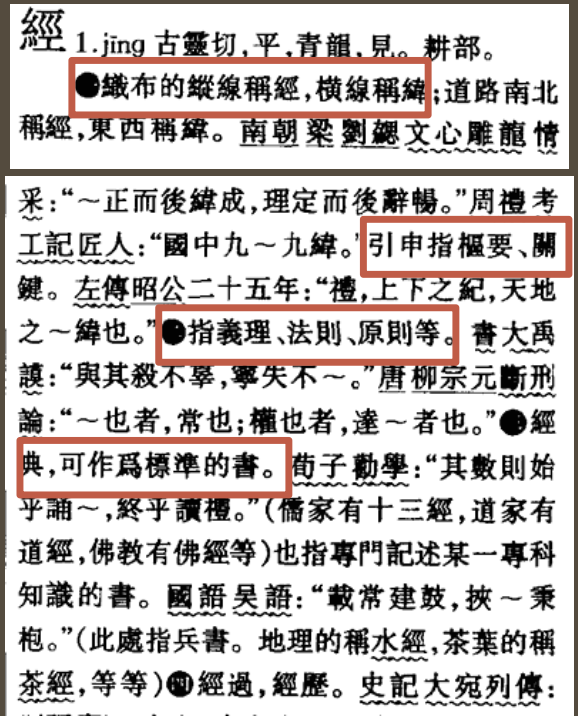 經 1.jīng 古靈切,平,青韻,見。耕部。
●織布的縱線稱經,橫線稱緯;道路南北
稱經,東西稱緯。南朝梁劉勰文心雕龍情
采:“~正而後緯成,理定而後辭暢。”周禮考
工記匠人:“國中九~九緯。”引申指樞要、關
鍵。左傳昭公二十五年:“禮,上下之紀,天地
之~緯也。”●指義理、法則、原則等。書大禹
謨:“與其殺不辜,寧失不~。”唐柳宗元斷刑
論:“~也者,常也;權也者,達~者也。”●經
典,可作爲標準的書。荀子勸學:“其數則始
乎誦~,終乎讀禮。”(儒家有十三經,道家有
道經,佛教有佛經等)也指專門記述某一專科
知識的書。國語吳語:“載常建鼓,挾~秉
枹。”(此處指兵書。地理的稱水經,茶葉的稱
茶經,等等)㊃經過,經歷。史記大宛列傳: